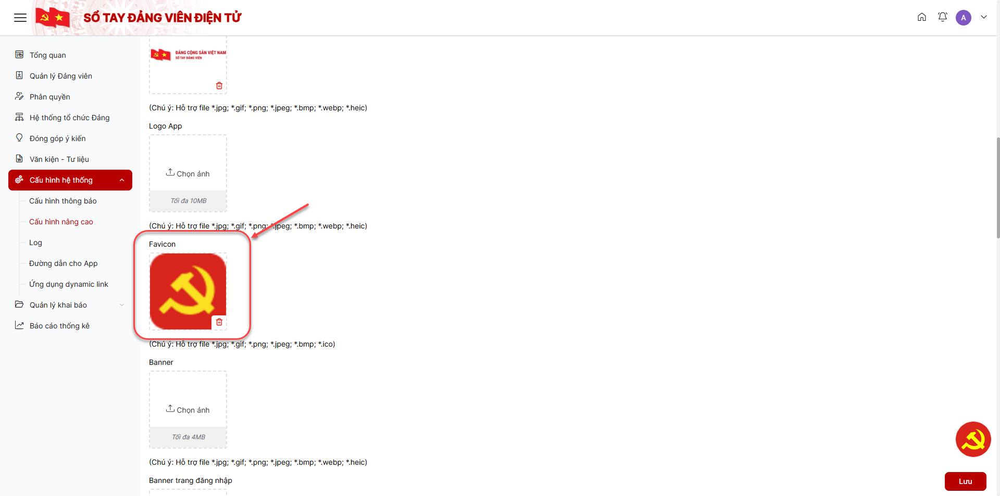 SỔ TAY ĐẢNG VIÊN ĐIỆN TỬ
A
Tổng quan
Quản lý Đảng viên
Phân quyền
Hệ thống tổ chức Đảng
Đóng góp ý kiến
Văn kiện - Tư liệu
Cấu hình hệ thống
Cấu hình thông báo
Cấu hình nâng cao
Log
Đường dẫn cho App
Ứng dụng dynamic link
Quản lý khai báo
Báo cáo thống kê
ĐẢNG CỘNG SẢN VIỆT NAM
SỔ TAY ĐẢNG VIÊN
(Chú ý: Hỗ trợ file *.jpg; *.gif; *.png; *.jpeg; *.bmp; *.webp; *.heic)
Logo App
Chọn ảnh
Tối đa 10MB
(Chú ý: Hỗ trợ file *.jpg; *.gif; *.png; *.jpeg; *.bmp; *.webp; *.heic)
Favicon
(Chú ý: Hỗ trợ file *.jpg; *.gif; *.png; *.jpeg; *.bmp; *.ico)
Banner
Chọn ảnh
Tối đa 4MB
(Chú ý: Hỗ trợ file *.jpg; *.gif; *.png; *.jpeg; *.bmp; *.webp; *.heic)
Banner trang đăng nhập
Lưu